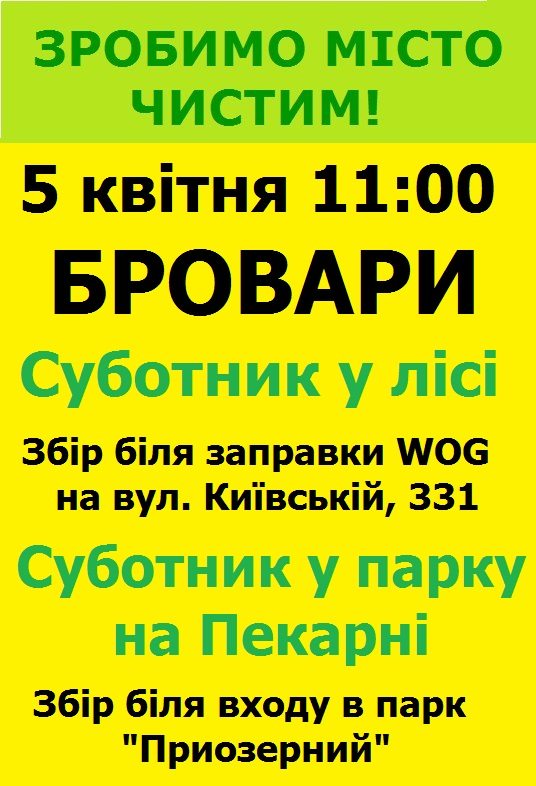 ЗРОБИМО МІСТО
ЧИСТИМ!
5 квітня 11:00
БРОВАРИ
Суботник у лісі
Збір біля заправки WOG
на вул. Київській, 331
Суботник у парку
на Пекарні
Збір біля входу в парк
"Приозерний"